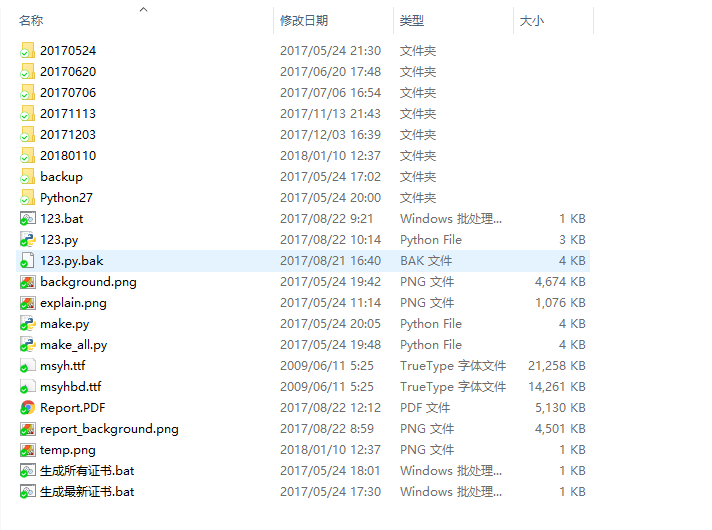 名称 修改日期 类型 大小
20170524 2017/05/24 21:30 文件夹
20170620 2017/06/20 17:48 文件夹
20170706 2017/07/06 16:54 文件夹
20171113 2017/11/13 21:43 文件夹
20171203 2017/12/03 16:39 文件夹
20180110 2018/01/10 12:37 文件夹
backup 2017/05/24 17:02 文件夹
Python27 2017/05/24 20:00 文件夹
123.bat 2017/08/22 9:21 Windows 批处理... 1 KB
123.py 2017/08/22 10:14 Python File 3 KB
123.py.bak 2017/08/21 16:40 BAK 文件 4 KB
background.png 2017/05/24 19:42 PNG 文件 4,674 KB
explain.png 2017/05/24 11:14 PNG 文件 1,076 KB
make.py 2017/05/24 20:05 Python File 4 KB
make_all.py 2017/05/24 19:48 Python File 4 KB
msyh.ttf 2009/06/11 5:25 TrueType 字体文件 21,258 KB
msyhbd.ttf 2009/06/11 5:25 TrueType 字体文件 14,261 KB
Report.PDF 2017/08/22 12:12 PDF 文件 5,130 KB
report_background.png 2017/08/22 8:59 PNG 文件 4,501 KB
temp.png 2018/01/10 12:37 PNG 文件 1 KB
生成所有证书.bat 2017/05/24 18:01 Windows 批处理... 1 KB
生成最新证书.bat 2017/05/24 17:30 Windows 批处理... 1 KB